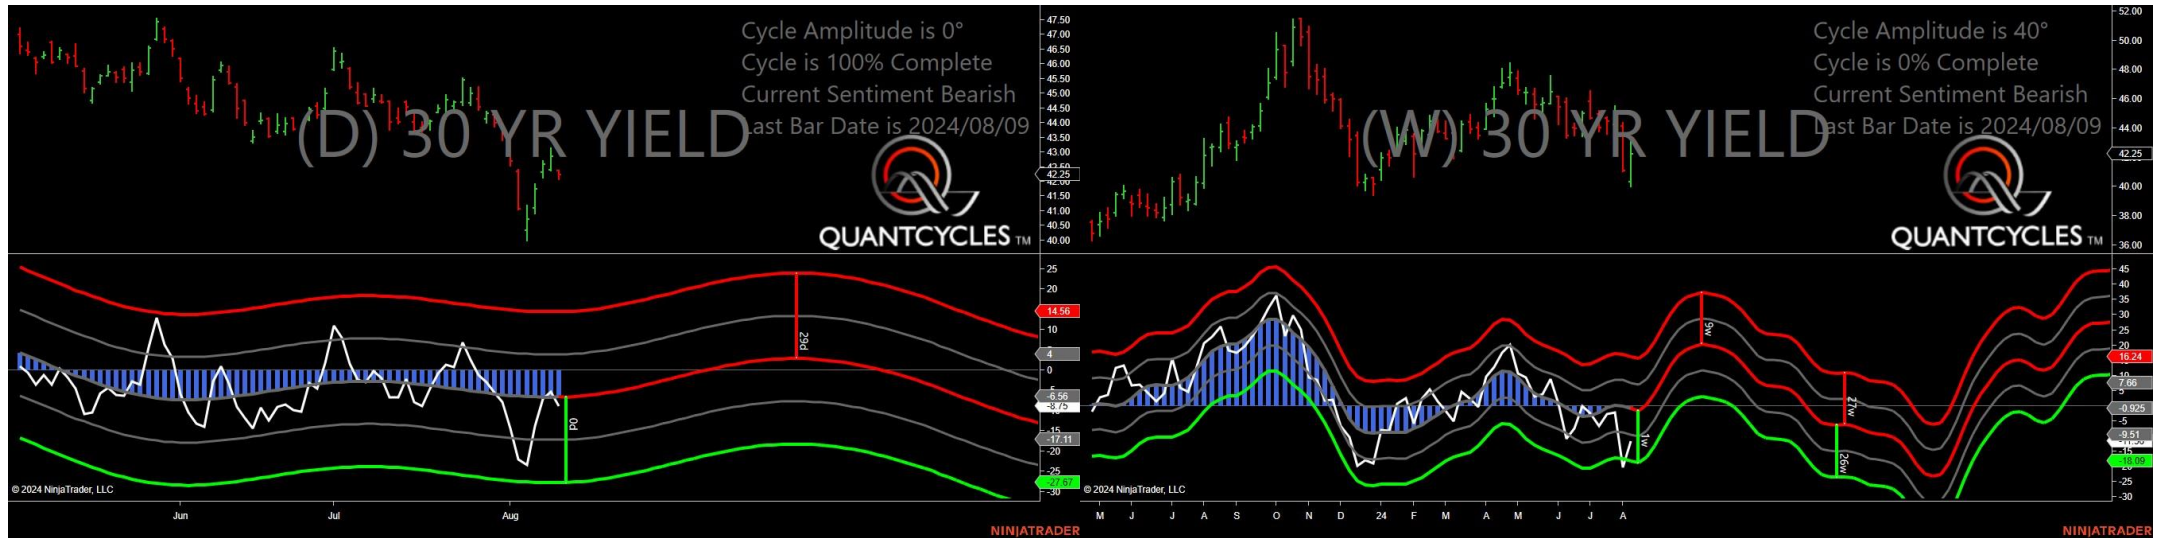 Cycle Amplitude is 0°
Cycle is 100% Complete
Current Sentiment Bearish
Last Bar Date is 2024/08/09
(D) 30 YR YIELD
QUANTCYCLES TM
47.50
47.00
46.50
46.00
45.50
45.00
44.50
44.00
43.50
43.00
42.25
42.00
41.50
41.00
40.50
40.00
25
20
14.56
10
4
0
-5
-6.56
-8.75
-15
-17.11
-20
-25
-27.67
-30
29d
0d
© 2024 NinjaTrader, LLC
Jun
Jul
Aug
NINJATRADER
Cycle Amplitude is 40°
Cycle is 0% Complete
Current Sentiment Bearish
Last Bar Date is 2024/08/09
(W) 30 YR YIELD
QUANTCYCLES TM
52.00
50.00
48.00
46.00
44.00
42.25
40.00
38.00
36.00
45
40
35
30
25
20
16.24
10
7.66
-0.925
-5
-9.51
-15
-18.09
-25
-30
9w
1w
27w
26w
© 2024 NinjaTrader, LLC
M J J A S O N D 24 F M A M J J A
NINJATRADER